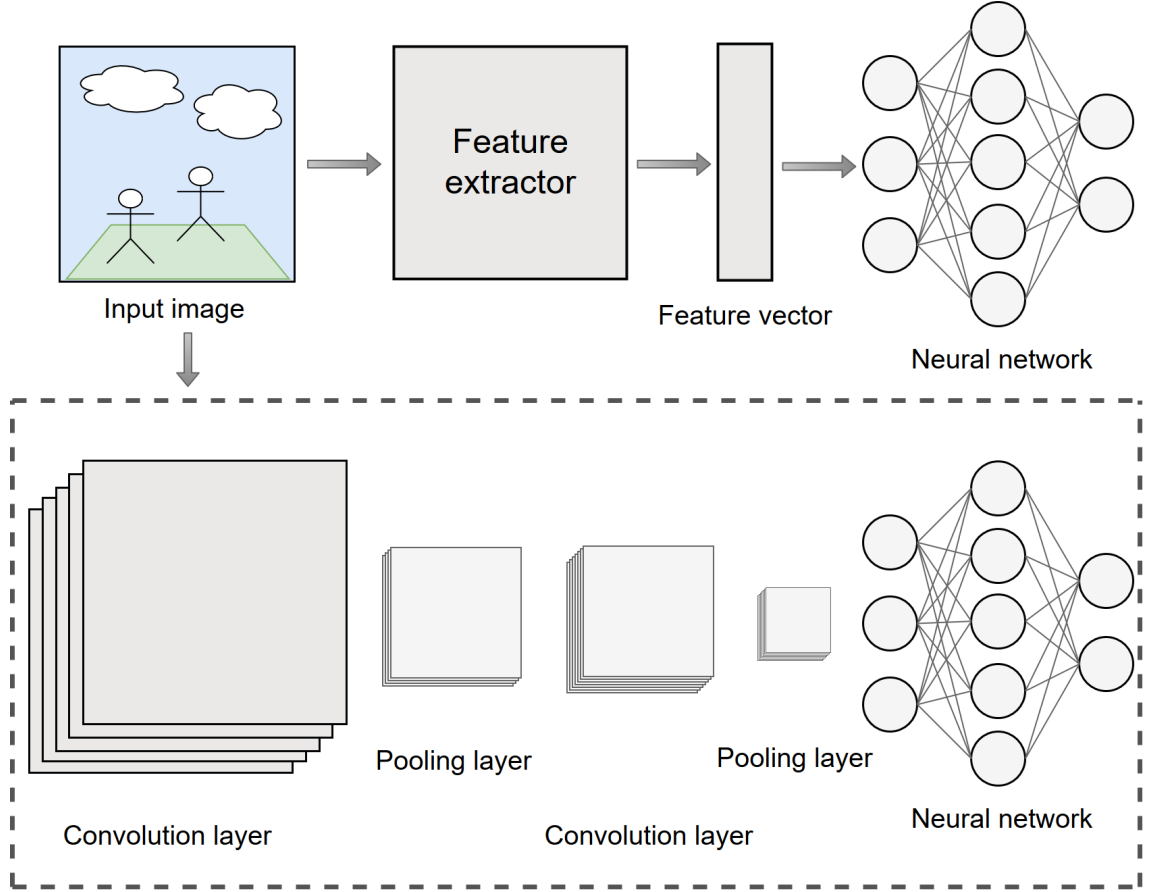 Feature
extractor
Input image
Feature vector
Neural network
Pooling layer
Pooling layer
Convolution layer
Convolution layer
Neural network